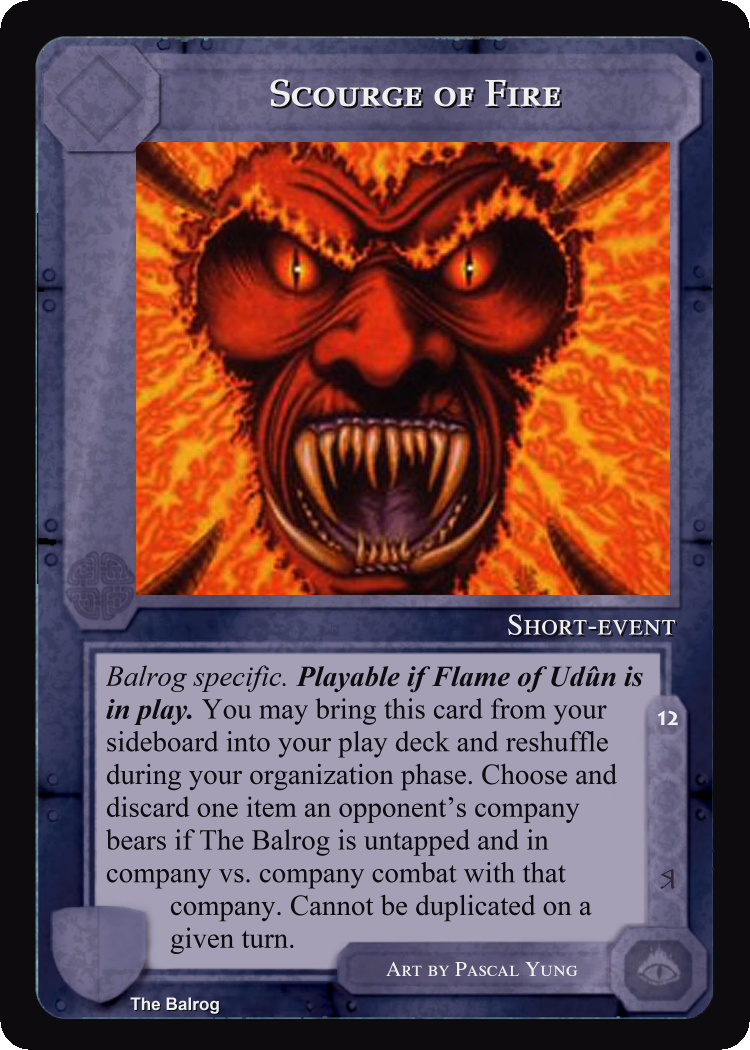 Scourge of Fire
Short-event
Balrog specific. Playable if Flame of Udûn is
in play. You may bring this card from your
sideboard into your play deck and reshuffle
during your organization phase. Choose and
discard one item an opponent's company
bears if The Balrog is untapped and in
company vs. company combat with that
company. Cannot be duplicated on a
given turn.
12
Art by Pascal Yung
The Balrog